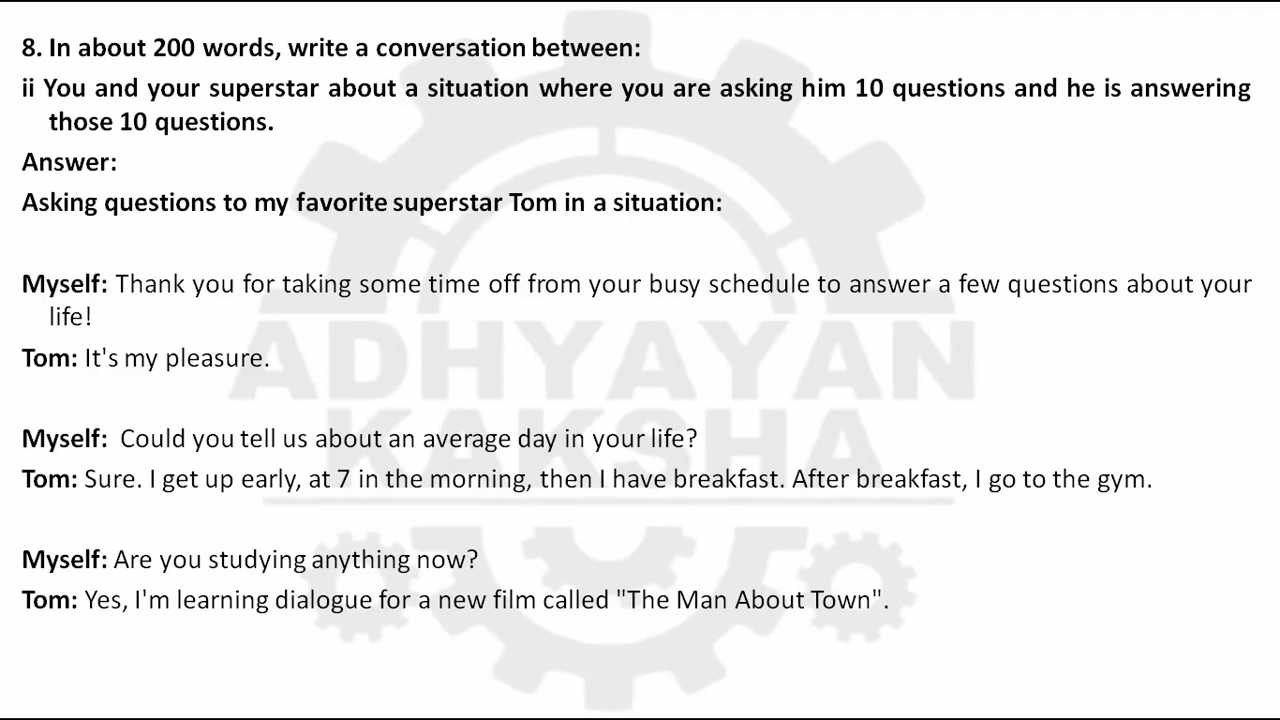 8. In about 200 words, write a conversation between:
ii You and your superstar about a situation where you are asking him 10 questions and he is answering
those 10 questions.
Answer:
Asking questions to my favorite superstar Tom in a situation:
Myself: Thank you for taking some time off from your busy schedule to answer a few questions about your
life!
Tom: It's my pleasure.
ADHYAYAN
KAKSHA
Myself: Could you tell us about an average day in your life?
Tom: Sure. I get up early, at 7 in the morning, then I have breakfast. After breakfast, I go to the gym.
Myself: Are you studying anything now?
Tom: Yes, I'm learning dialogue for a new film called "The Man About Town".